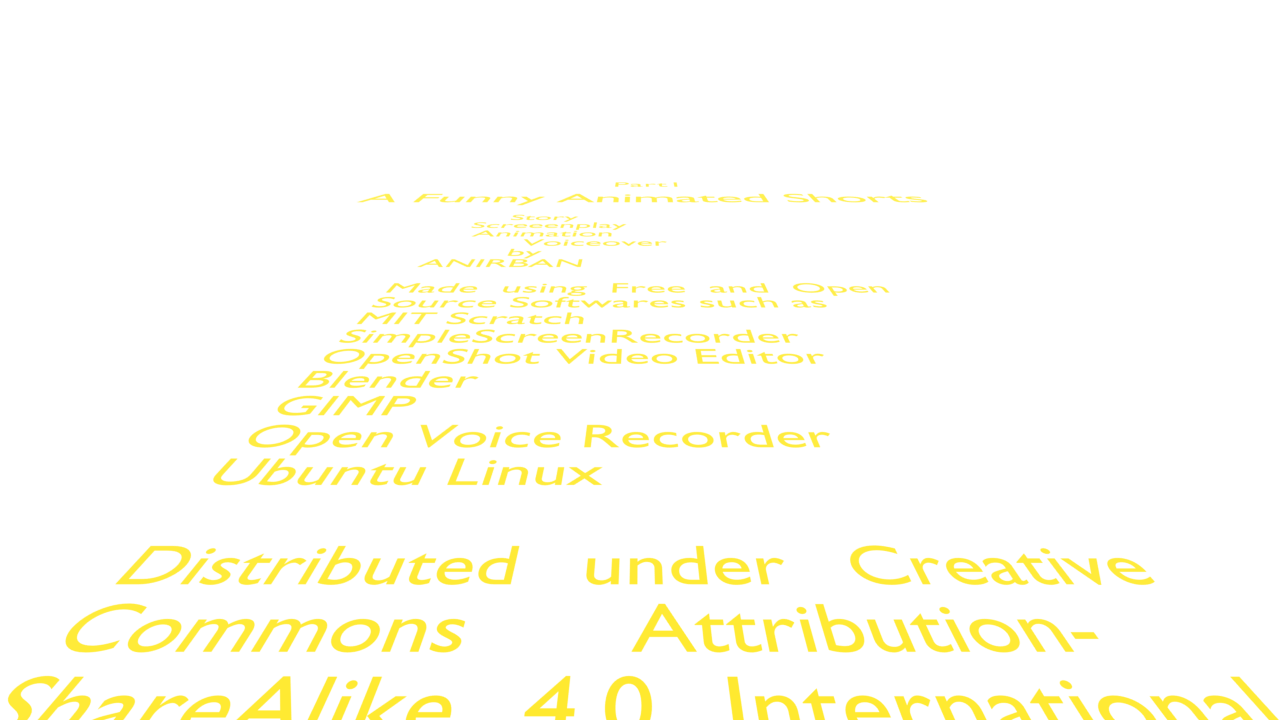 Part1
A Funny Animated Shorts
Story
Screeenplay
Animation
Voiceover
by
ANIRBAN
Made using Free and Open
Source Softwares such as
MIT Scratch
SimpleScreenRecorder
OpenShot Video Editor
Blender
GIMP
Open Voice Recorder
Ubuntu Linux
Distributed under Creative
Commons Attribution-
ShareAlike 4.0 International